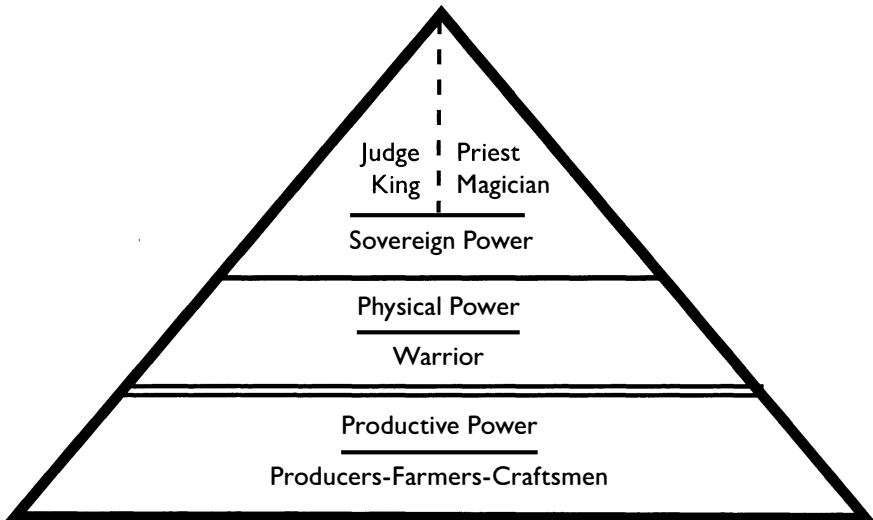 Judge Priest
King Magician
Sovereign Power
Physical Power
Warrior
Productive Power
Producers-Farmers-Craftsmen